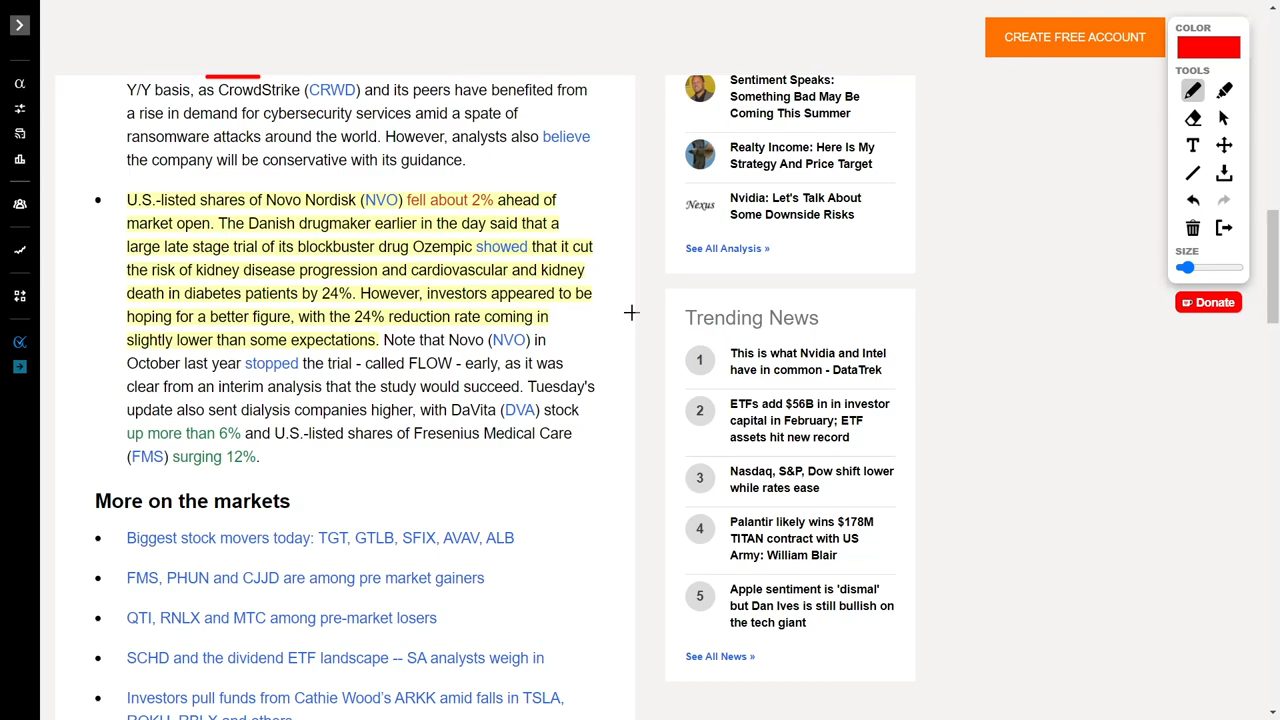 CREATE FREE ACCOUNT
COLOR
TOOLS
T
SIZE
Donate
α
Y/Y basis, as CrowdStrike (CRWD) and its peers have benefited from
a rise in demand for cybersecurity services amid a spate of
ransomware attacks around the world. However, analysts also believe
the company will be conservative with its guidance.
• U.S.-listed shares of Novo Nordisk (NVO) fell about 2% ahead of
market open. The Danish drugmaker earlier in the day said that a
large late stage trial of its blockbuster drug Ozempic showed that it cut
the risk of kidney disease progression and cardiovascular and kidney
death in diabetes patients by 24%. However, investors appeared to be
hoping for a better figure, with the 24% reduction rate coming in
slightly lower than some expectations. Note that Novo (NVO) in
October last year stopped the trial - called FLOW - early, as it was
clear from an interim analysis that the study would succeed. Tuesday's
update also sent dialysis companies higher, with DaVita (DVA) stock
up more than 6% and U.S.-listed shares of Fresenius Medical Care
(FMS) surging 12%.
More on the markets
• Biggest stock movers today: TGT, GTLB, SFIX, AVAV, ALB
• FMS, PHUN and CJJD are among pre market gainers
• QTI, RNLX and MTC among pre-market losers
• SCHD and the dividend ETF landscape -- SA analysts weigh in
• Investors pull funds from Cathie Wood's ARKK amid falls in TSLA,
ROKU, RBLX and others
Sentiment Speaks:
Something Bad May Be
Coming This Summer
Realty Income: Here Is My
Strategy And Price Target
Nexus
Nvidia: Let's Talk About
Some Downside Risks
See All Analysis »
Trending News
1
This is what Nvidia and Intel
have in common - DataTrek
2
ETFs add $56B in in investor
capital in February; ETF
assets hit new record
3
Nasdaq, S&P, Dow shift lower
while rates ease
4
Palantir likely wins $178M
TITAN contract with US
Army: William Blair
5
Apple sentiment is 'dismal'
but Dan Ives is still bullish on
the tech giant
See All News »